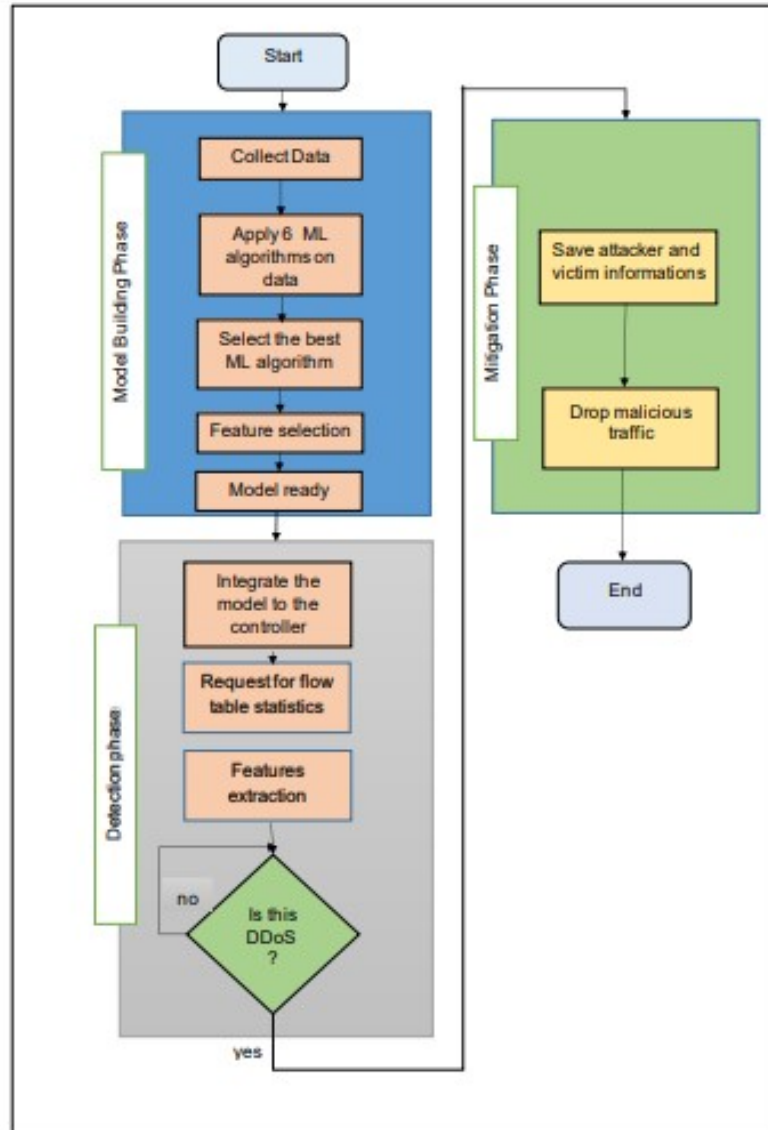 Start
Model Building Phase
Collect Data
Apply 6 ML
algorithms on
data
Select the best
ML algorithm
Feature selection
Model ready
Detection phase
Integrate the
model to the
controller
Request for flow
table statistics
Features
extraction
no
Is this
DDoS
?
yes
Mitigation Phase
Save attacker and
victim informations
Drop malicious
traffic
End